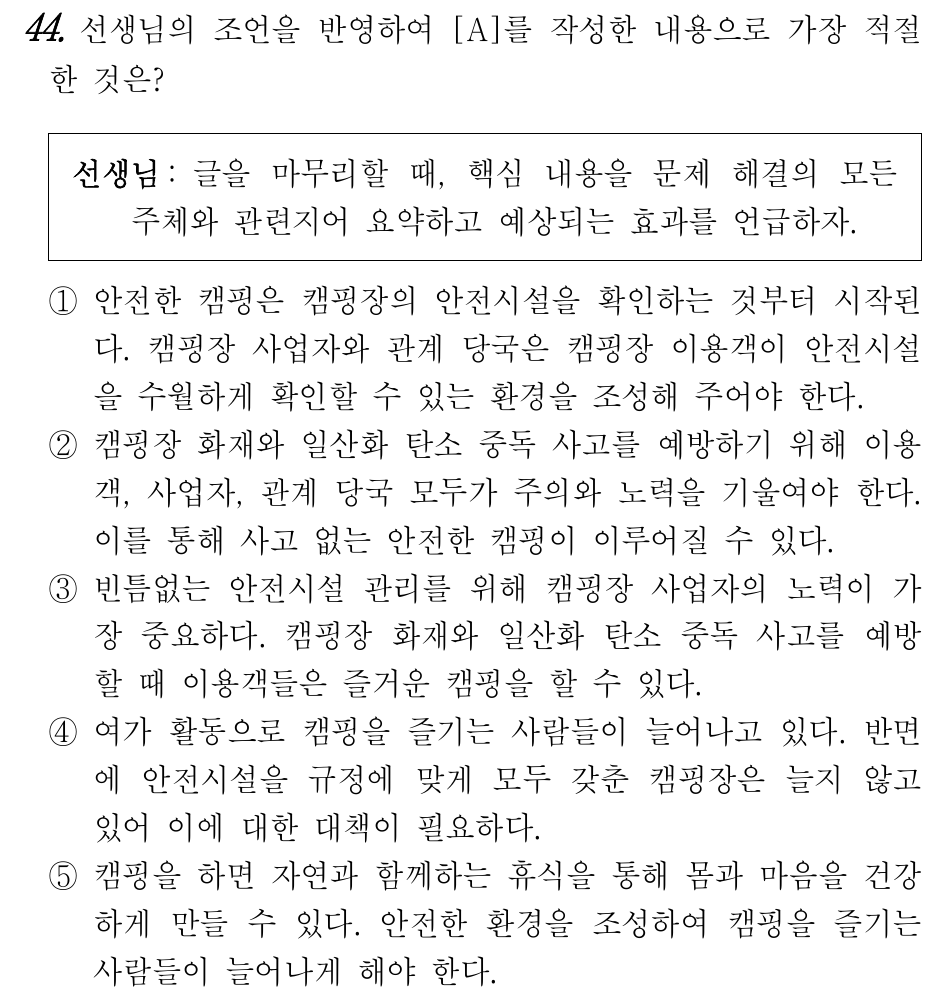 44. 선생님의 조언을 반영하여 [A]를 작성한 내용으로 가장 적절
한 것은?
선생님 : 글을 마무리할 때, 핵심 내용을 문제 해결의 모든
주체와 관련지어 요약하고 예상되는 효과를 언급하자.
① 안전한 캠핑은 캠핑장의 안전시설을 확인하는 것부터 시작된
다. 캠핑장 사업자와 관계 당국은 캠핑장 이용객이 안전시설
을 수월하게 확인할 수 있는 환경을 조성해 주어야 한다.
② 캠핑장 화재와 일산화 탄소 중독 사고를 예방하기 위해 이용
객, 사업자, 관계 당국 모두가 주의와 노력을 기울여야 한다.
이를 통해 사고 없는 안전한 캠핑이 이루어질 수 있다.
③ 빈틈없는 안전시설 관리를 위해 캠핑장 사업자의 노력이 가
장 중요하다. 캠핑장 화재와 일산화 탄소 중독 사고를 예방
할 때 이용객들은 즐거운 캠핑을 할 수 있다.
④ 여가 활동으로 캠핑을 즐기는 사람들이 늘어나고 있다. 반면
에 안전시설을 규정에 맞게 모두 갖춘 캠핑장은 늘지 않고
있어 이에 대한 대책이 필요하다.
⑤ 캠핑을 하면 자연과 함께하는 휴식을 통해 몸과 마음을 건강
하게 만들 수 있다. 안전한 환경을 조성하여 캠핑을 즐기는
사람들이 늘어나게 해야 한다.